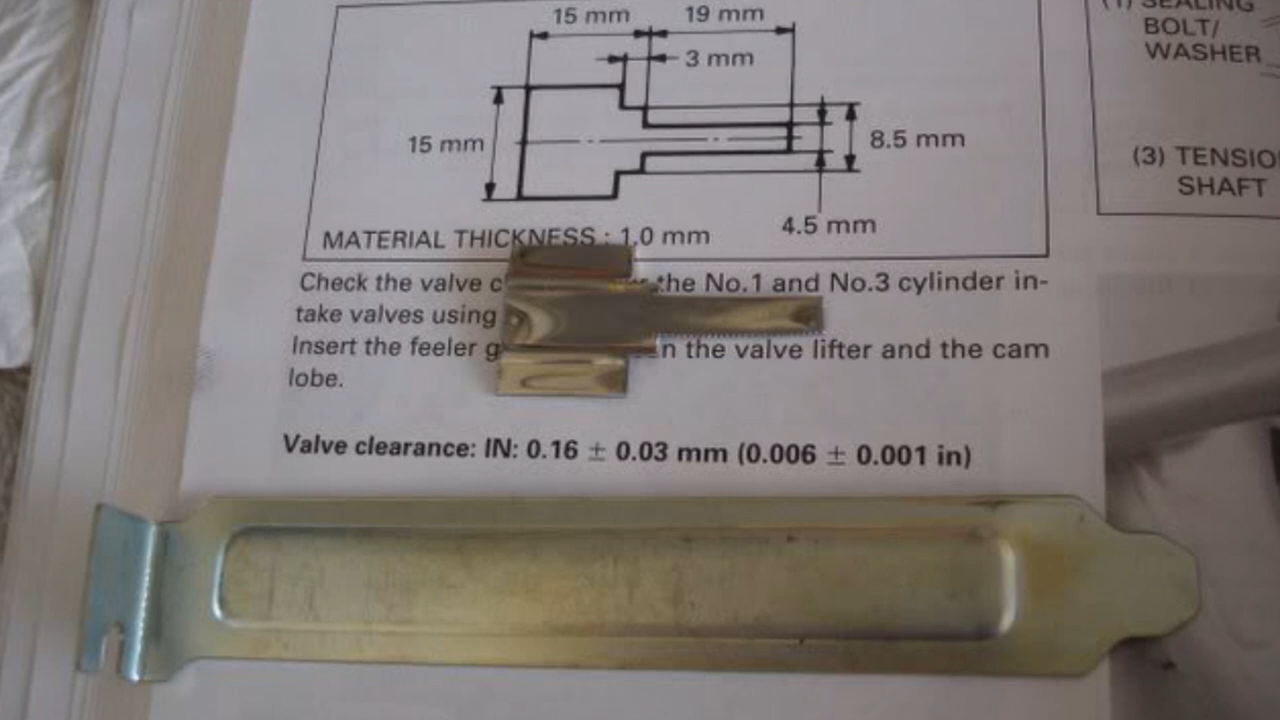 15 mm 19 mm
3 mm
15 mm
8.5 mm
4.5 mm
MATERIAL THICKNESS : 1.0 mm
Check the valve the No.1 and No.3 cylinder in-
take valves using
Insert the feeler the valve lifter and the cam
lobe.
Valve clearance: IN: 0.16 ± 0.03 mm (0.006 ± 0.001 in)
(1) SEALING
BOLT/
WASHER
(3)
SHAFT